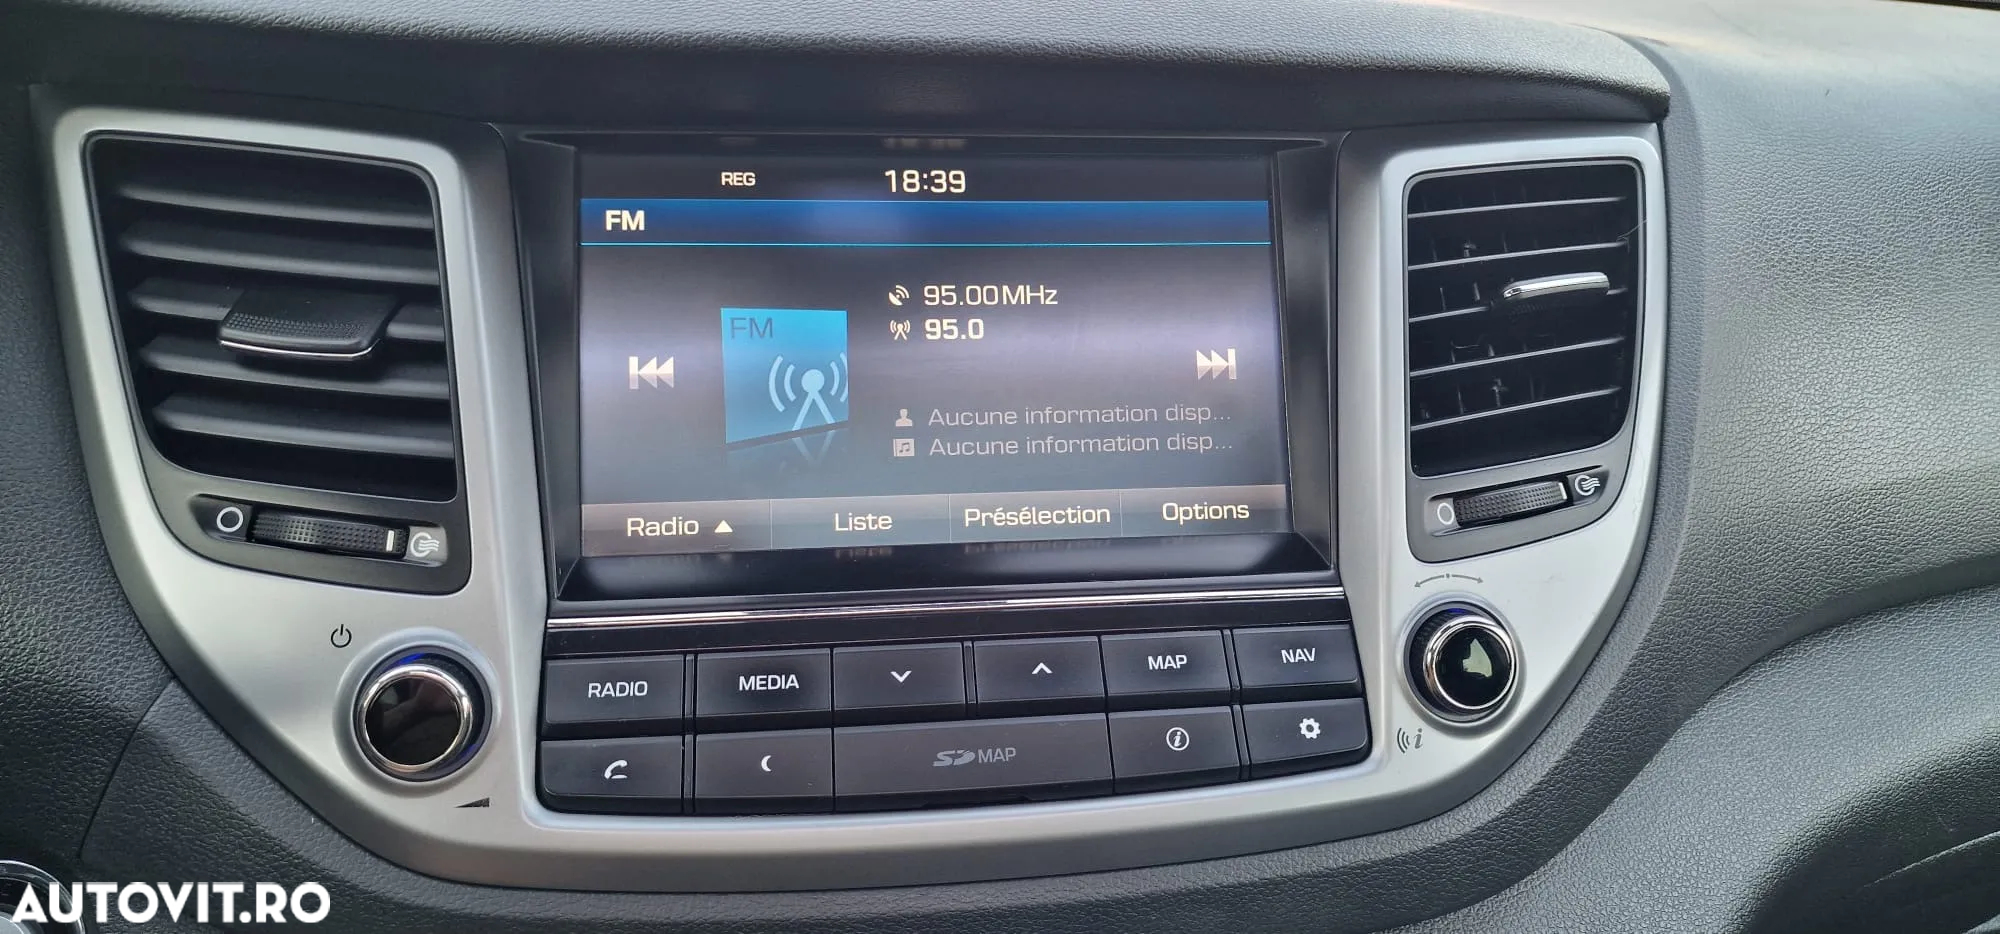 REG 18:39
FM
FM
95.00MHz
95.0
Aucune information disp...
Aucune information disp...
Radio ▲ Liste Présélection Options
RADIO MEDIA MAP NAV
SD MAP
AUTOVIT.RO